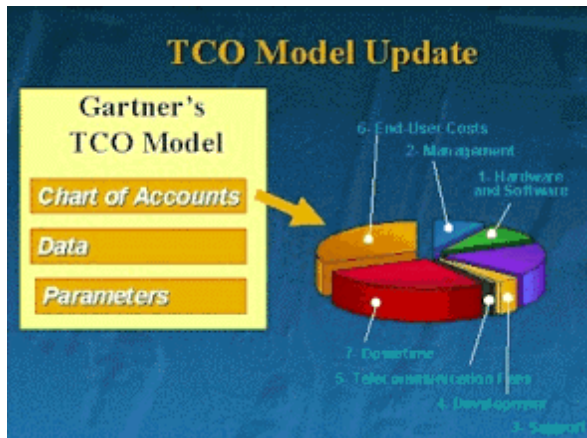 TCO Model Update
Gartner's
TCO Model
Chart of Accounts
Data
Parameters
6- End-User Costs
2- Management
1- Hardware
and Software
7- Downtime
5- Telecommunication Fees
4- Development
3- Support